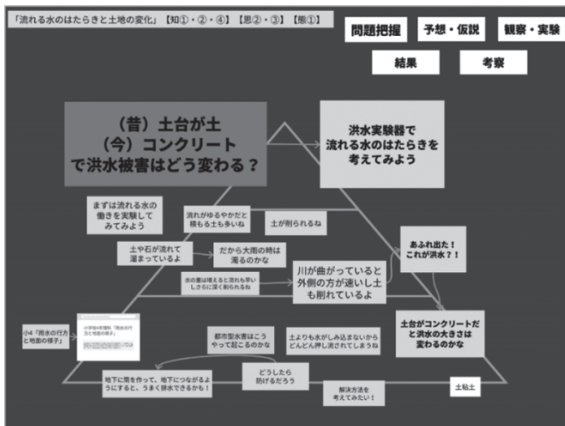 「流れる水のはたらきと土地の変化」【知①・②・④】【思②・③】【態①】
問題把握
予想・仮説
観察・実験
結果
考察
（昔）土台が土
（今）コンクリート
で洪水被害はどう変わる？
洪水実験器で
流れる水のはたらきを
考えてみよう
まずは流れる水の
働きを実験して
みてみよう
流れがゆるやかだと
積もる土も多いね
土が削られるね
土や石が流れて
溜まっているよ
だから大雨の時は
濁るのかな
水の量は増えると流れも早い
しさらに深く削られるね
川が曲がっていると
外側の方が速いし土
も削れているよ
あふれ出た！
これが洪水？！
土台がコンクリートだ
と洪水の大きさは
変わるのかな
小4「雨水の行方
と地面の様子」
都市型水害はこう
やって起こるのかな
土よりも水がしみ込まないから
どんどん押し流されてしまうね
地下に筒を作って、地下につながるよ
うにすると、うまく排水できるかも！
どうしたら
防げるだろう
解決方法を
考えてみたい！
土粘土